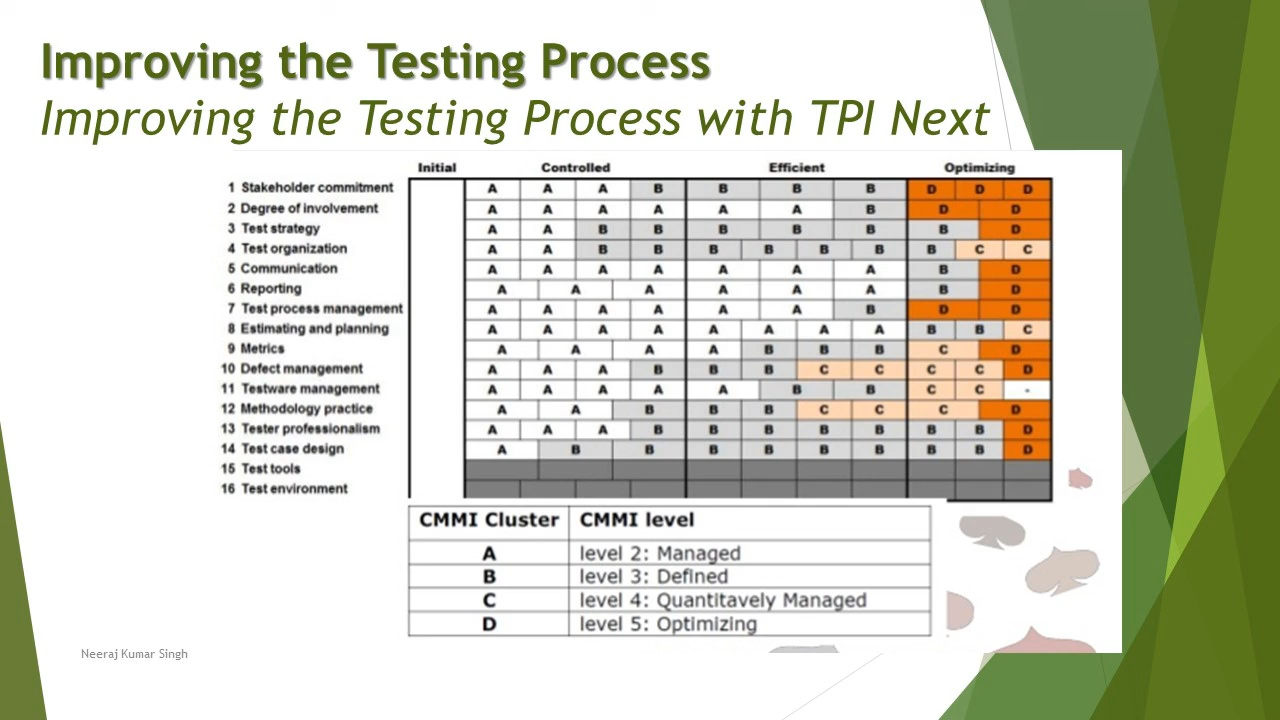 Improving the Testing Process
Improving the Testing Process with TPI Next
Initial Controlled Efficient Optimizing
1 Stakeholder commitment A A A B B B B D D D
2 Degree of involvement A A A A A A B D D
3 Test strategy A A B B B B B B D
4 Test organization A A B B B B B B B C C
5 Communication A A A A A A A B D
6 Reporting A A A A A A B D
7 Test process management A A A A A A B D D
8 Estimating and planning A A A A A A A A B B C
9 Metrics A A A A B B B C D
10 Defect management A A A B B B C C C C D
11 Testware management A A A A A B B C C -
12 Methodology practice A A B B B C C C D
13 Tester professionalism A A A B B B B B B B D
14 Test case design A B B B B B B B B D
15 Test tools
16 Test environment
CMMI Cluster CMMI level
A level 2: Managed
B level 3: Defined
C level 4: Quantitavely Managed
D level 5: Optimizing
Neeraj Kumar Singh